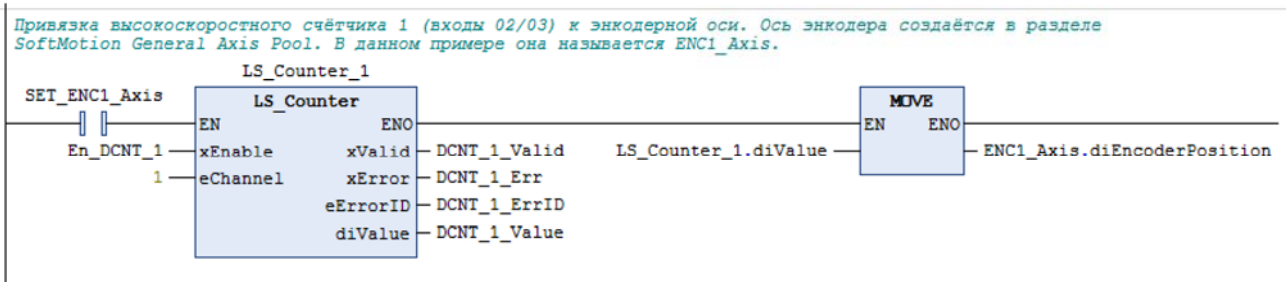 Привязка высокоскоростного счётчика 1 (входы 02/03) к энкодерной оси. Ось энкодера создаётся в разделе
SoftMotion General Axis Pool. В данном примере она называется ENC1_Axis.
LS_Counter_1
SET_ENC1_Axis
LS_Counter
MOVE
EN ENO
EN ENO
En_DCNT_1 xEnable xValid DCNT_1_Valid
LS_Counter_1.diValue
ENC1_Axis.diEncoderPosition
1 eChannel xError DCNT_1_Err
eErrorID DCNT_1_ErrID
diValue DCNT_1_Value